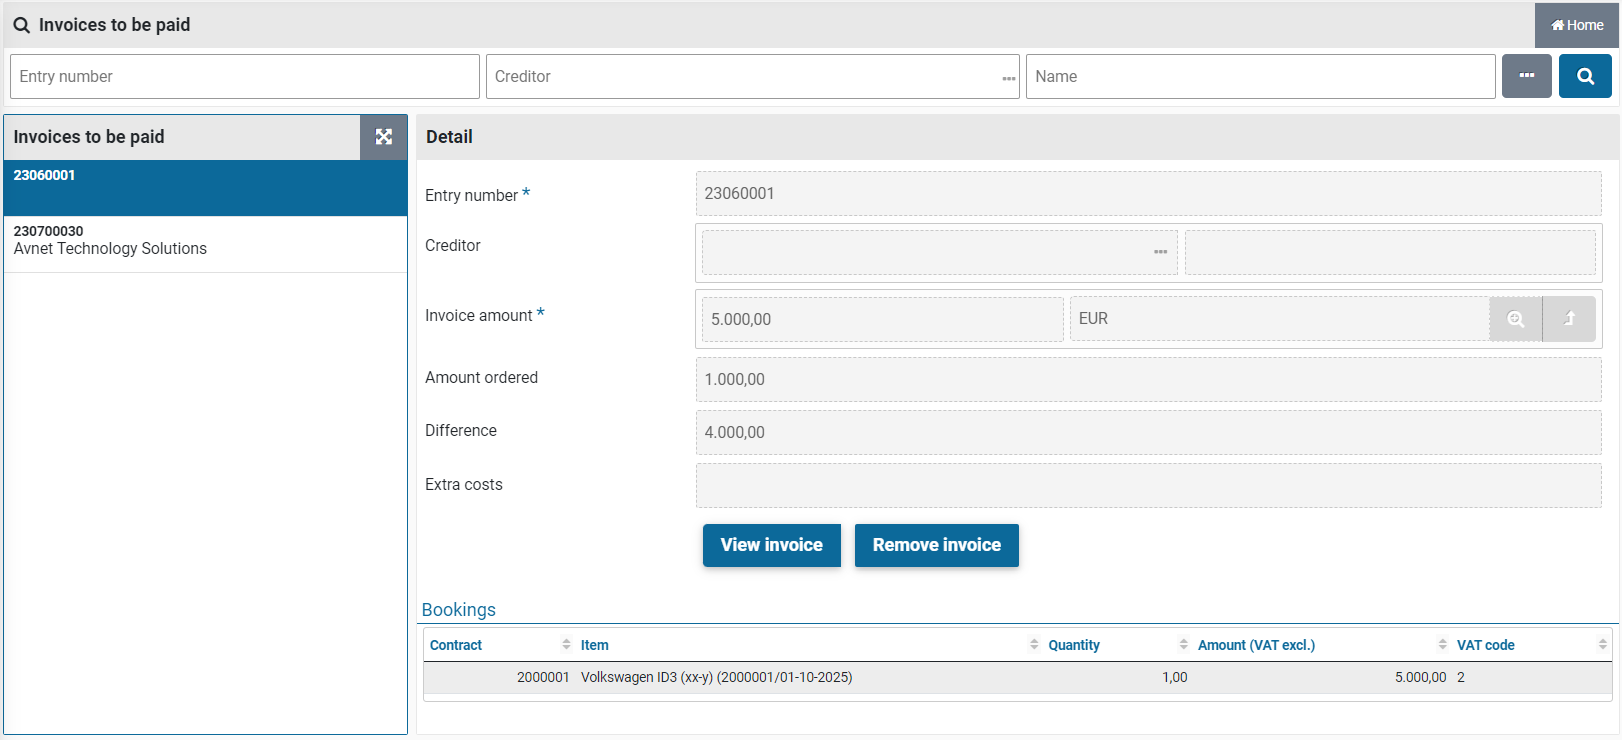 Invoices to be paid
Home
Entry number
Creditor
Name
Invoices to be paid
23060001
230700030
Avnet Technology Solutions
Detail
Entry number * 23060001
Creditor
Invoice amount * 5.000,00 EUR
Amount ordered 1.000,00
Difference 4.000,00
Extra costs
View invoice Remove invoice
Bookings
Contract Item Quantity Amount (VAT excl.) VAT code
2000001 Volkswagen ID3 (xx-y) (2000001/01-10-2025) 1,00 5.000,00 2